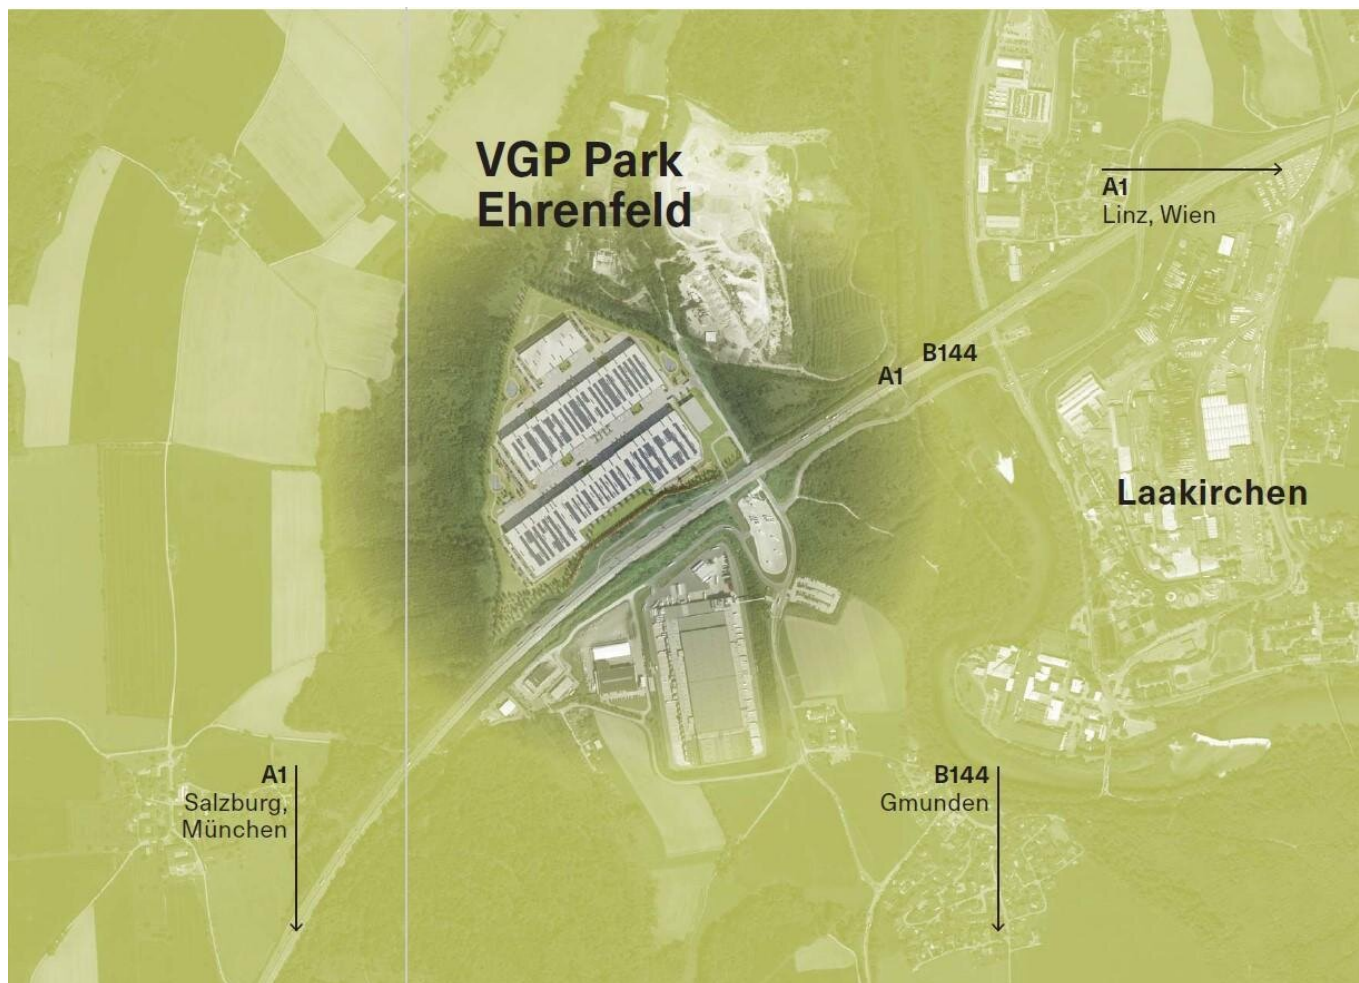 VGP Park
Ehrenfeld
A1
Linz, Wien
B144
A1
Laakirchen
A1
Salzburg,
München
B144
Gmunden